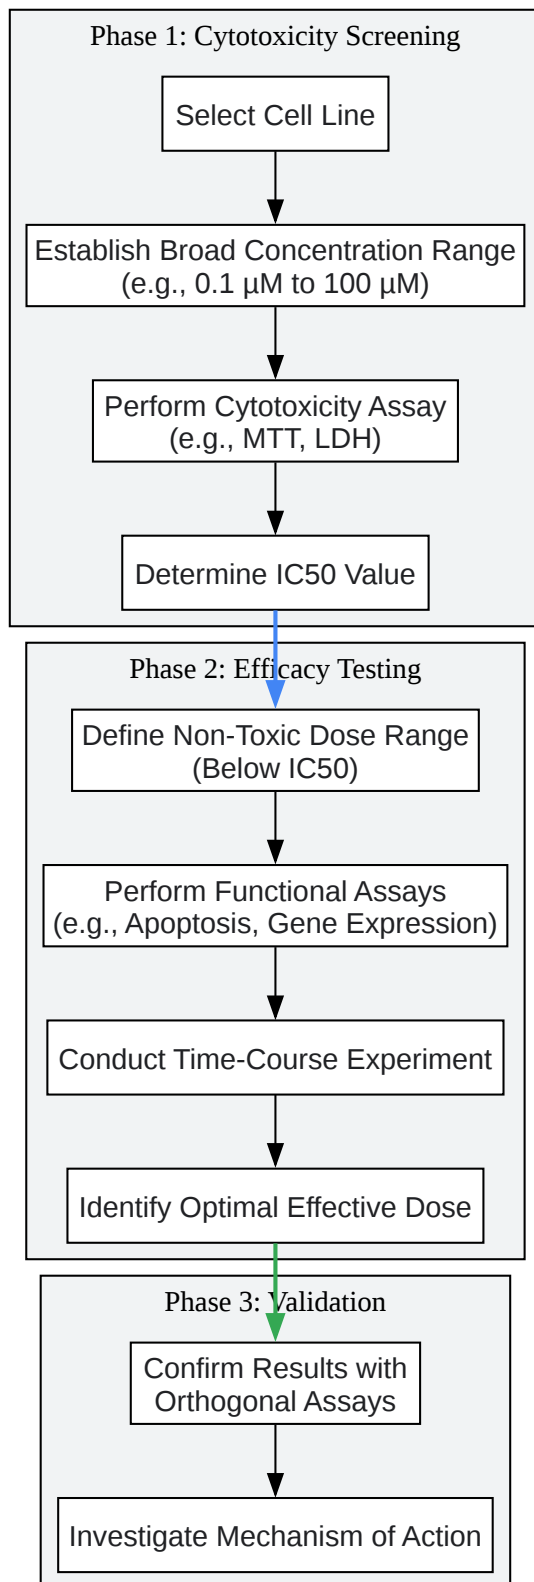 Phase 1: Cytotoxicity Screening
Select Cell Line
Establish Broad Concentration Range
(e.g., 0.1 µM to 100 µM)
Perform Cytotoxicity Assay
(e.g., MTT, LDH)
Determine IC50 Value
Phase 2: Efficacy Testing
Define Non-Toxic Dose Range
(Below IC50)
Perform Functional Assays
(e.g., Apoptosis, Gene Expression)
Conduct Time-Course Experiment
Identify Optimal Effective Dose
Phase 3: Validation
Confirm Results with
Orthogonal Assays
Investigate Mechanism of Action